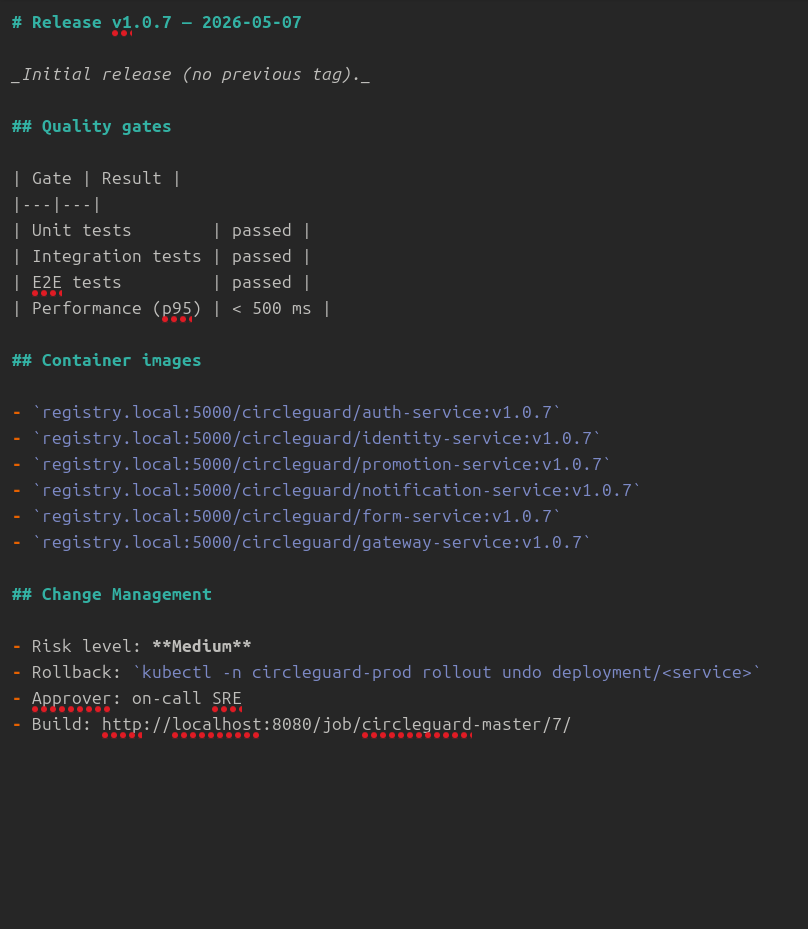 # Release v1.0.7 — 2026-05-07
_Initial release (no previous tag)._
## Quality gates
| Gate | Result |
|---|---|
| Unit tests        | passed |
| Integration tests | passed |
| E2E tests         | passed |
| Performance (p95) | < 500 ms |
## Container images
- `registry.local:5000/circleguard/auth-service:v1.0.7`
- `registry.local:5000/circleguard/identity-service:v1.0.7`
- `registry.local:5000/circleguard/promotion-service:v1.0.7`
- `registry.local:5000/circleguard/notification-service:v1.0.7`
- `registry.local:5000/circleguard/form-service:v1.0.7`
- `registry.local:5000/circleguard/gateway-service:v1.0.7`
## Change Management
- Risk level: **Medium**
- Rollback: `kubectl -n circleguard-prod rollout undo deployment/<service>`
- Approver: on-call SRE
- Build: http://localhost:8080/job/circleguard-master/7/